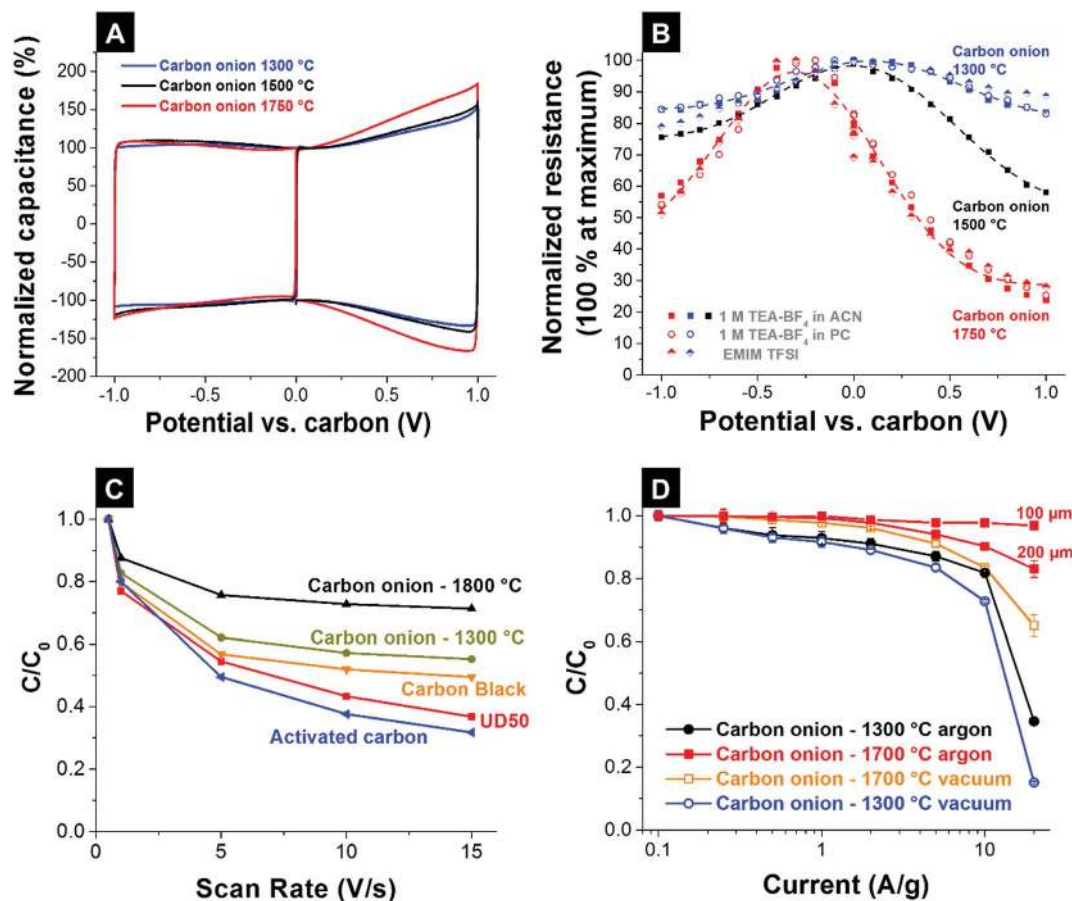 A
Normalized capacitance (%)
200
150
100
50
0
-50
-100
-150
-200
Carbon onion 1300 °C
Carbon onion 1500 °C
Carbon onion 1750 °C
-1.0
-0.5
0.0
0.5
1.0
Potential vs. carbon (V)
B
Normalized resistance
(100 % at maximum)
100
90
80
70
60
50
40
30
20
10
0
Carbon onion
1300 °C
Carbon onion
1500 °C
Carbon onion
1750 °C
1 M TEA-BF4 in ACN
1 M TEA-BF4 in PC
EMIM TFSI
-1.0
-0.5
0.0
0.5
1.0
Potential vs. carbon (V)
C
C/C0
1.0
0.8
0.6
0.4
0.2
0.0
Carbon onion - 1800 °C
Carbon onion - 1300 °C
Carbon Black
UD50
Activated carbon
0
5
10
15
Scan Rate (V/s)
D
C/C0
1.0
0.8
0.6
0.4
0.2
0.0
100 µm
200 µm
Carbon onion - 1300 °C argon
Carbon onion - 1700 °C argon
Carbon onion - 1700 °C vacuum
Carbon onion - 1300 °C vacuum
0.1
1
10
Current (A/g)